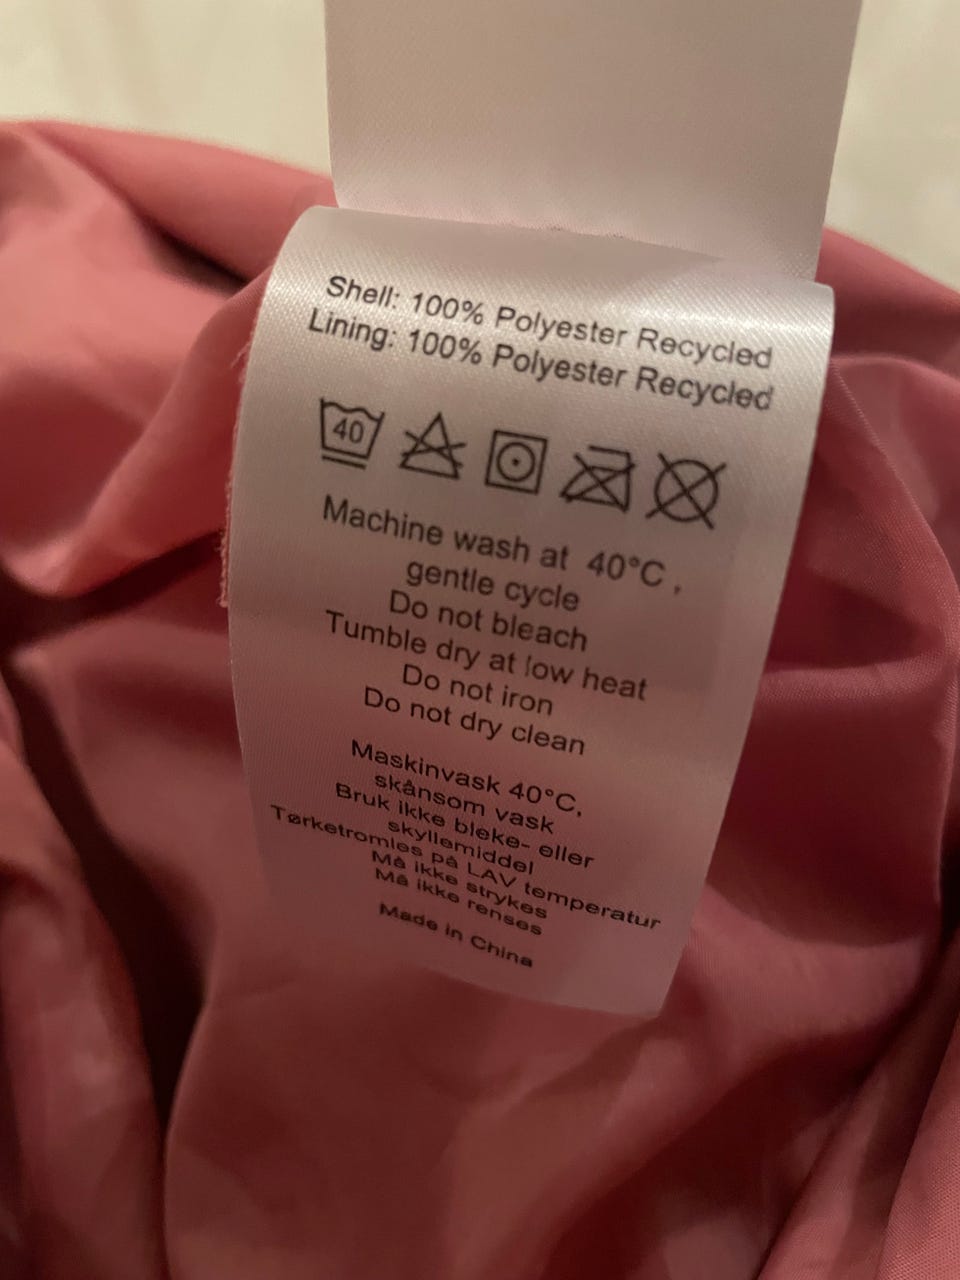 Shell: 100% Polyester Recycled
Lining: 100% Polyester Recycled
40
Machine wash at 40°C ,
gentle cycle
Do not bleach
Tumble dry at low heat
Do not iron
Do not dry clean
Maskinvask 40°C,
skånsom vask
Bruk ikke bleke- eller
skyllemiddel
Tørketromles på LAV temperatur
Må ikke strykes
Må ikke renses
Made in China